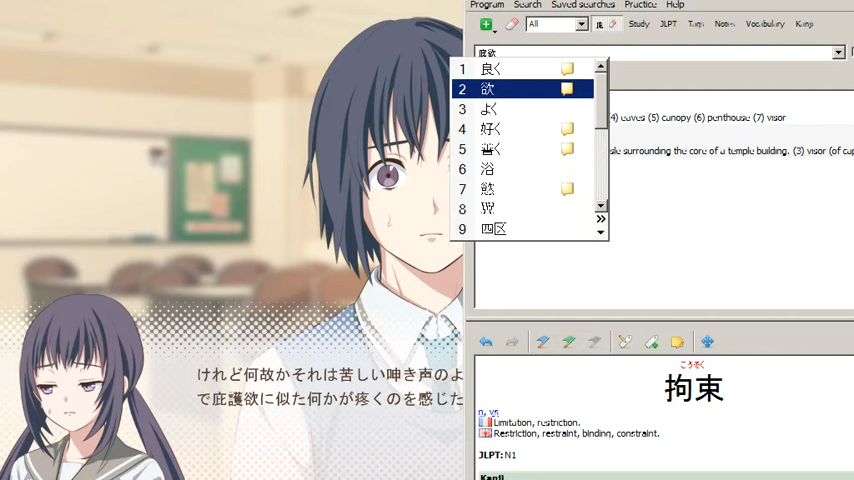 Program Search Saved searches Practice Help
All Study JLPT Tags Notes Vocabulary Kanji
庇欲
1 良く
2 欲
3 よく
4 好く
5 善く
6 浴
7 慾
8 翼
9 四区
4) eaves (5) canopy (6) penthouse (7) visor
surrounding the core of a temple building. (3) visor (of
けれど何故かそれは苦しい呻き声のよ
で庇護欲に似た何かが疼くのを感じた
こうそく
拘束
n, vs
Limitation, restriction.
Restriction, restraint, binding, constraint.
JLPT: N1
Kanji